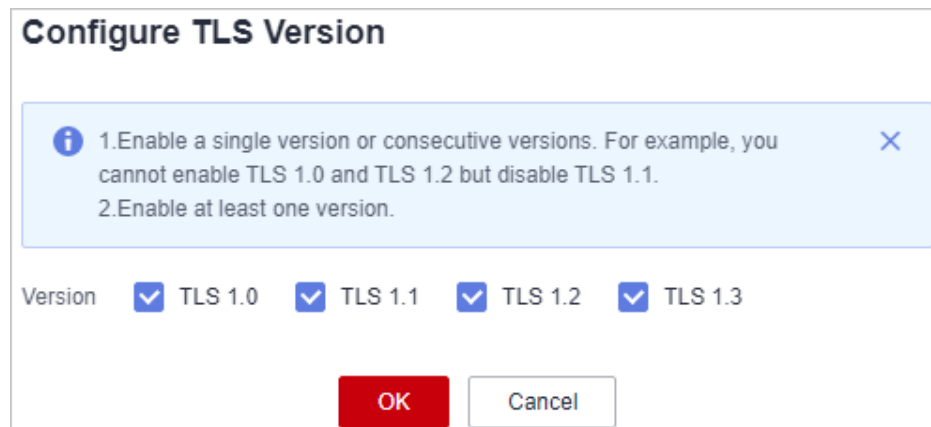 Configure TLS Version
1.Enable a single version or consecutive versions. For example, you
cannot enable TLS 1.0 and TLS 1.2 but disable TLS 1.1.
2.Enable at least one version.
Version TLS 1.0 TLS 1.1 TLS 1.2 TLS 1.3
OK Cancel